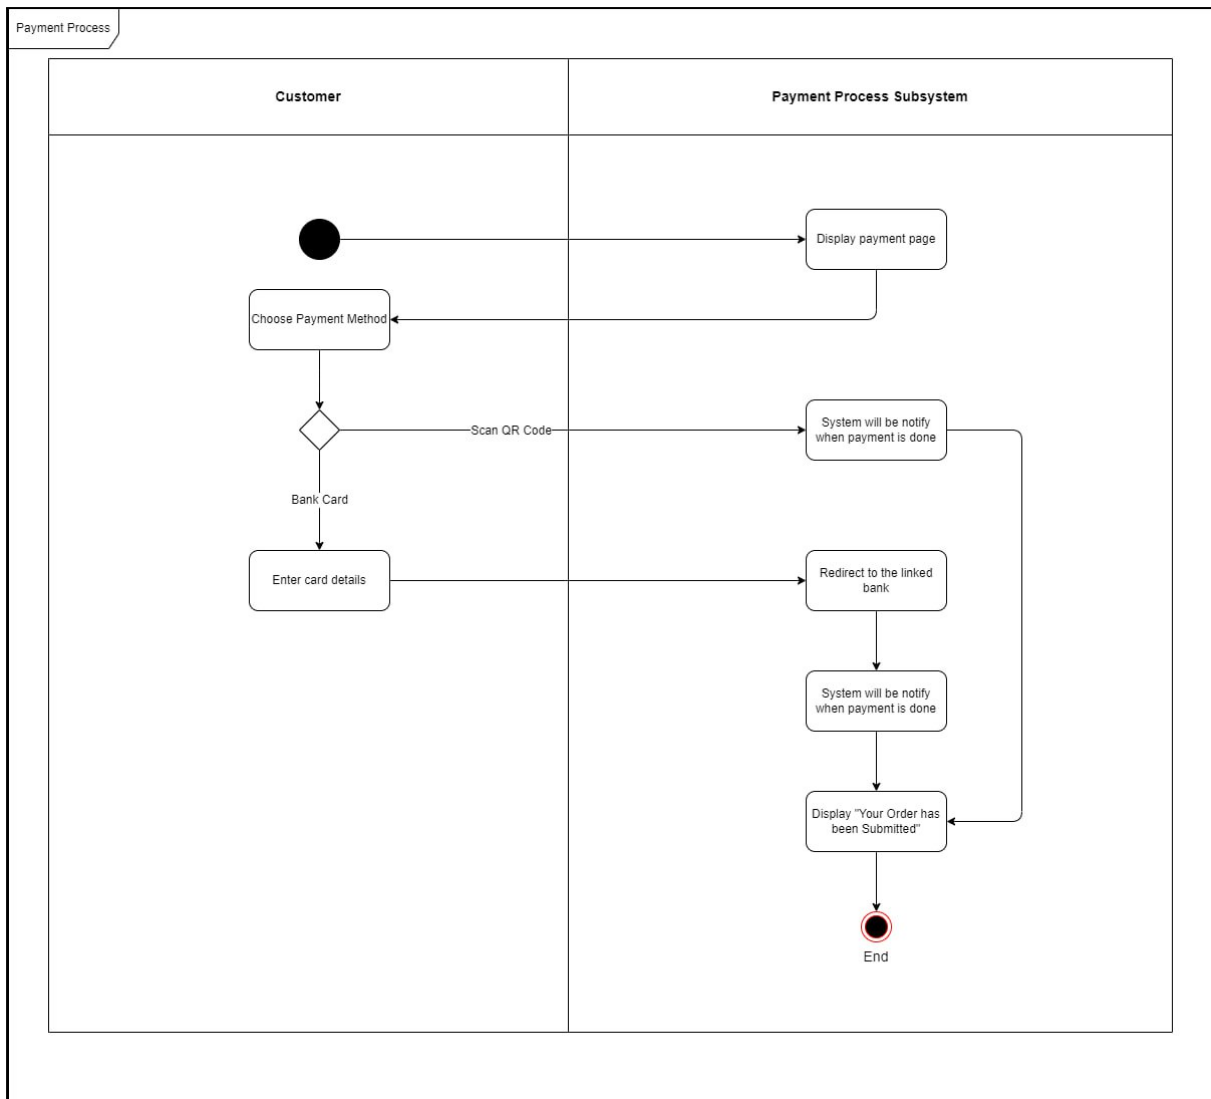 Payment Process
Customer
Payment Process Subsystem
Display payment page
Choose Payment Method
Scan QR Code
System will be notify
when payment is done
Bank Card
Enter card details
Redirect to the linked
bank
System will be notify
when payment is done
Display "Your Order has
been Submitted"
End